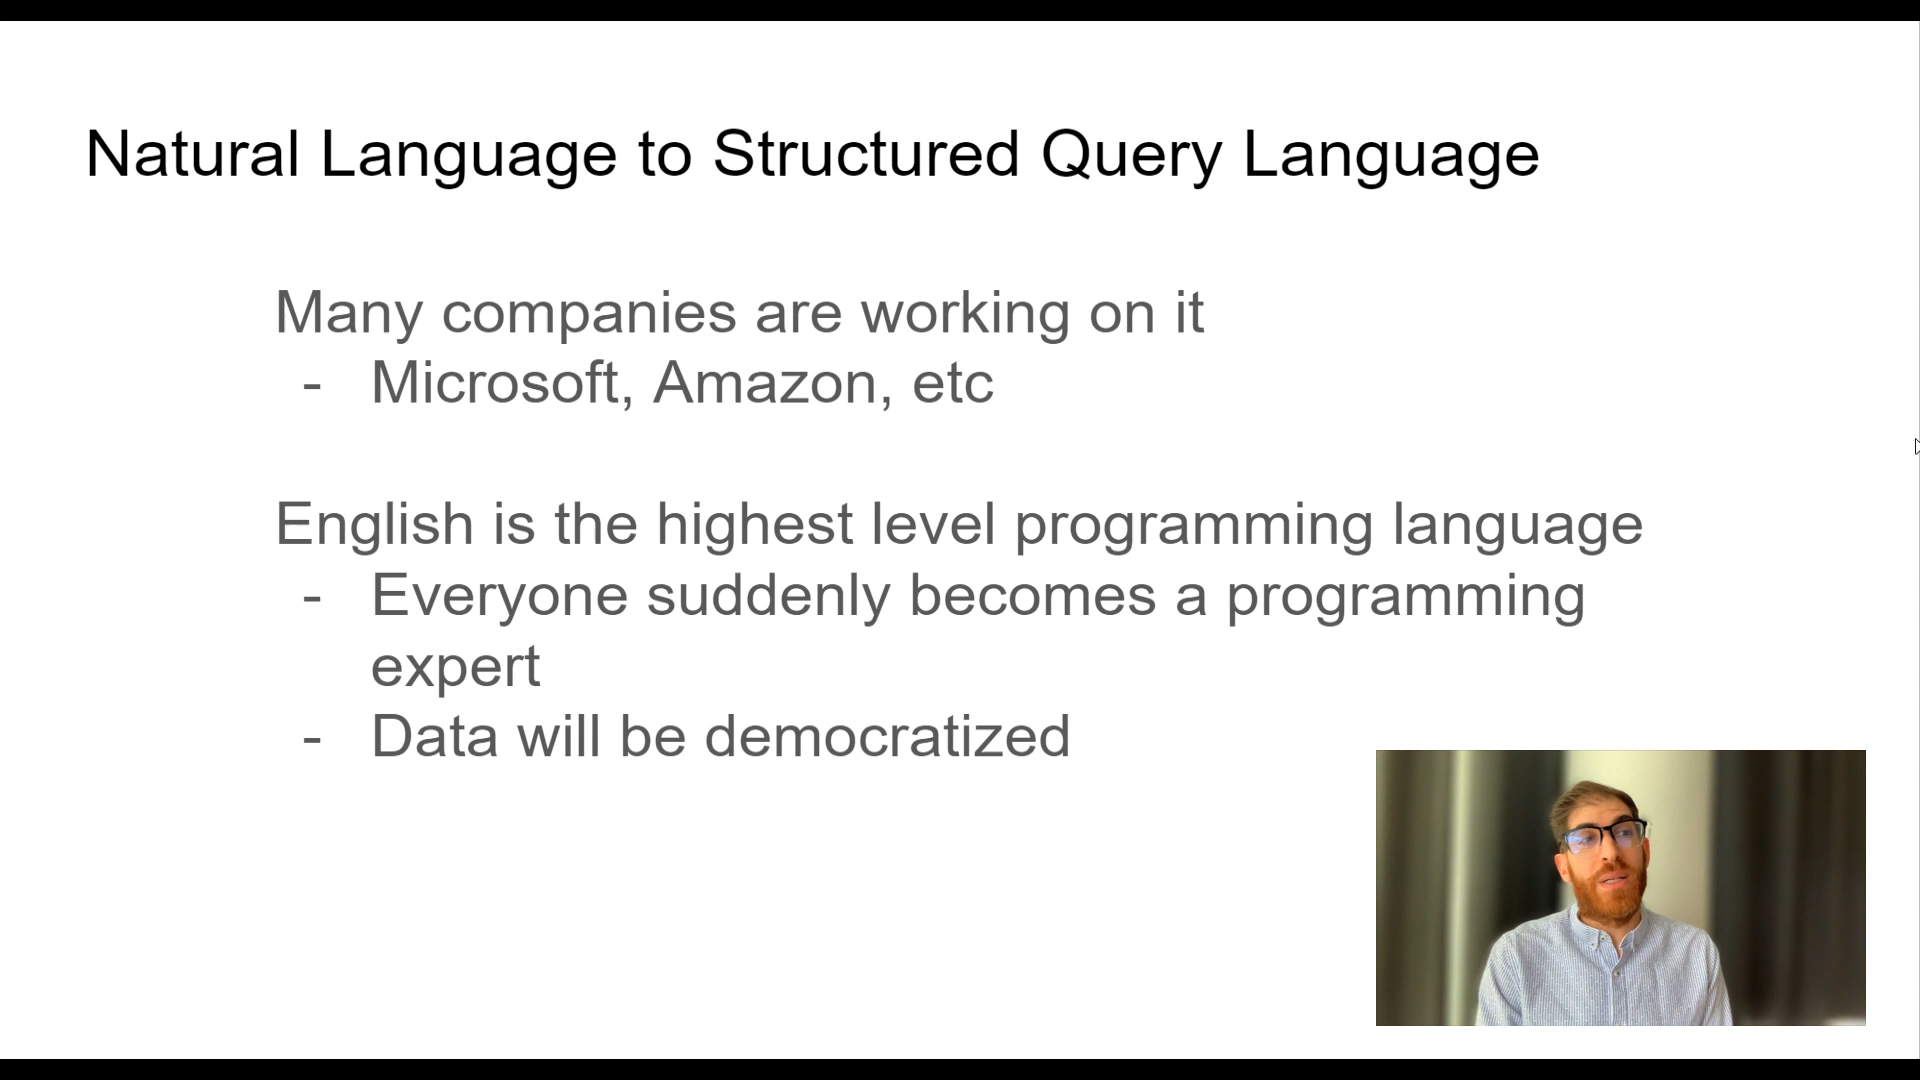 Natural Language to Structured Query Language
Many companies are working on it
- Microsoft, Amazon, etc
English is the highest level programming language
- Everyone suddenly becomes a programming
expert
- Data will be democratized